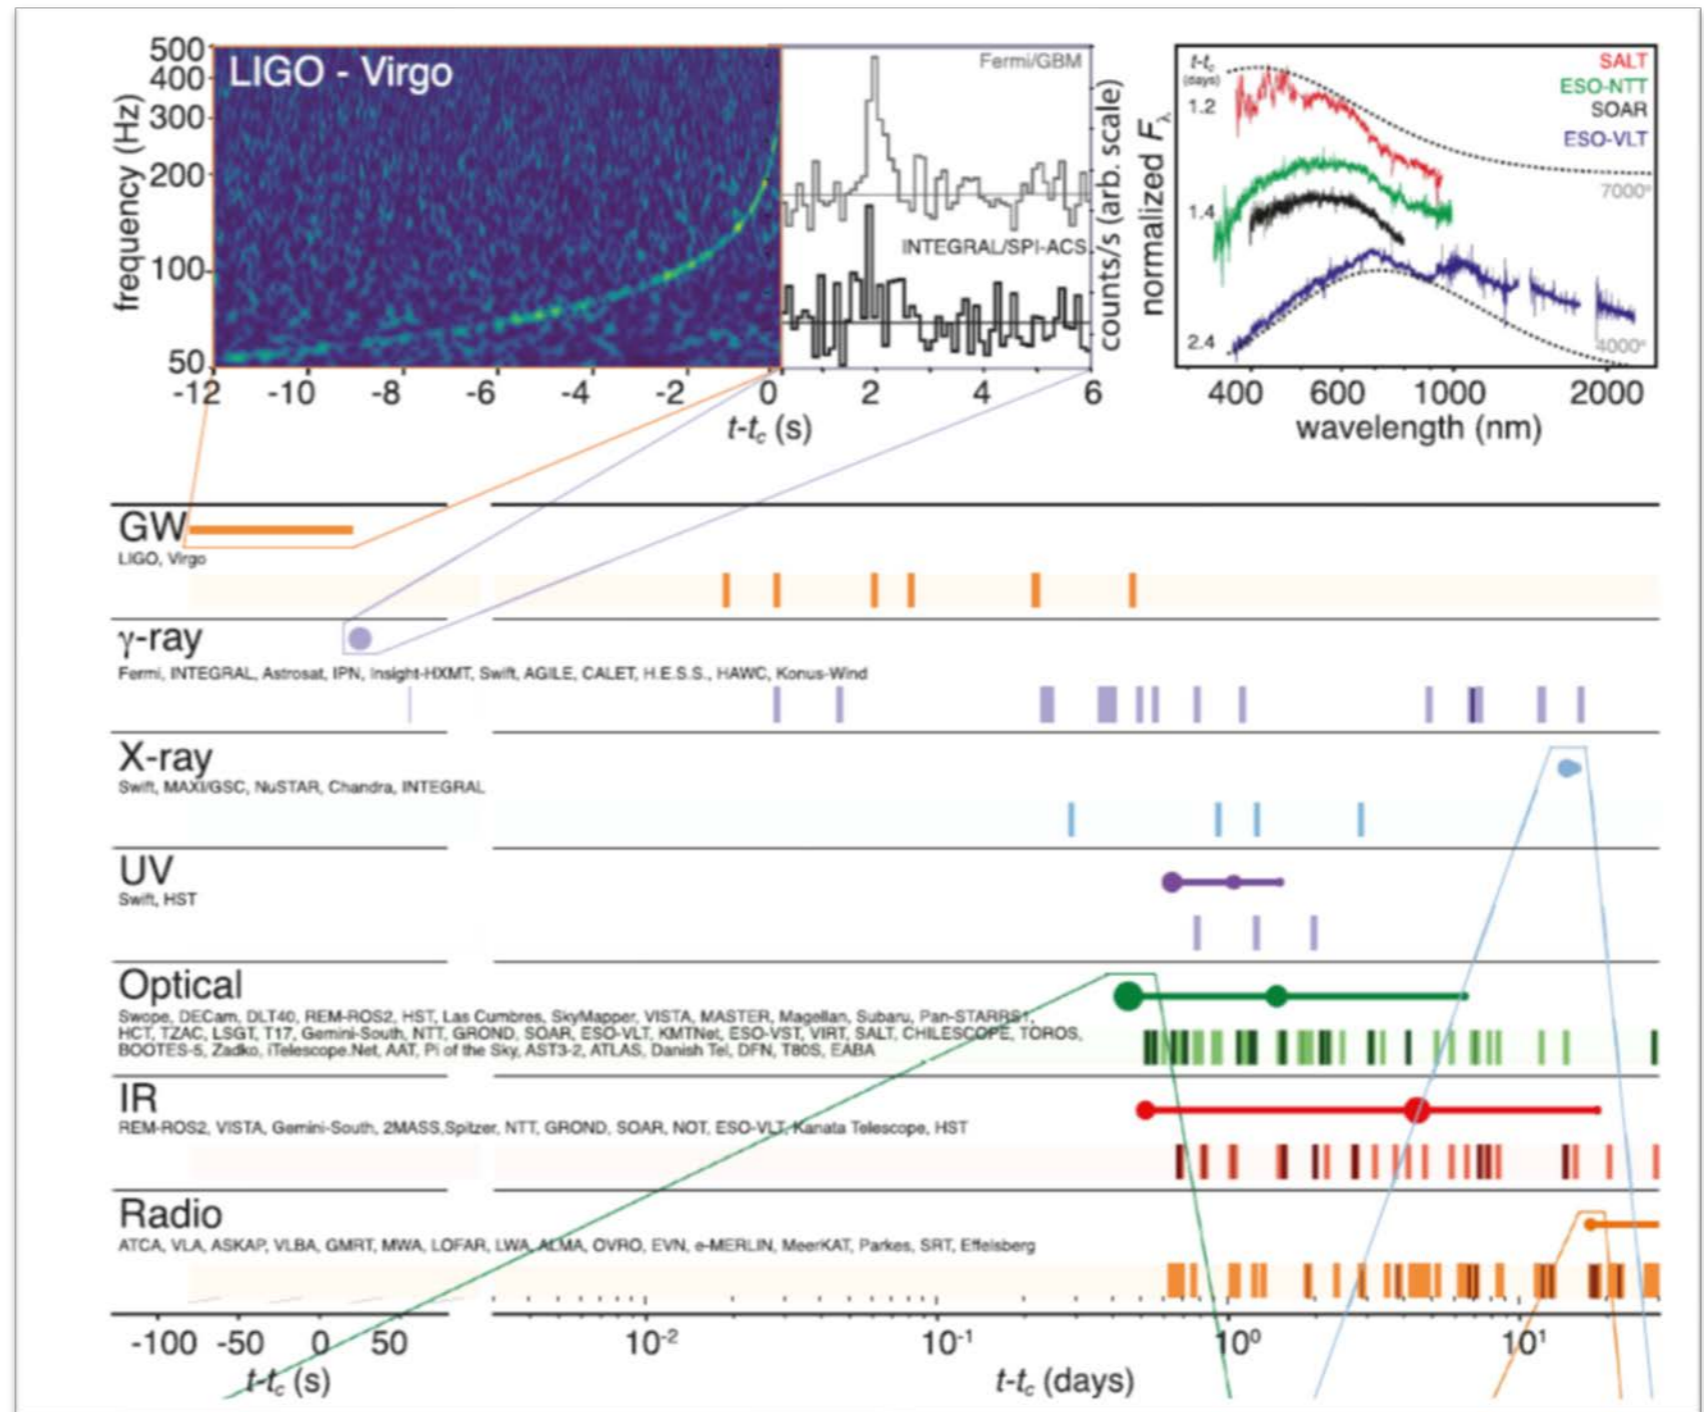 LIGO - Virgo
500
400
300
200
100
50
frequency (Hz)
-12 -10 -8 -6 -4 -2 0 2 4 6
t-tc (s)
Fermi/GBM
INTEGRAL/SPI-ACS
counts/s (arb. scale)
normalized Fλ
t-tc
(days)
1.2
1.4
2.4
SALT
ESO-NTT
SOAR
ESO-VLT
7000°
4000°
400 600 1000 2000
wavelength (nm)
GW
LIGO, Virgo
γ-ray
Fermi, INTEGRAL, Astrosat, IPN, Insight-HXMT, Swift, AGILE, CALET, H.E.S.S., HAWC, Konus-Wind
X-ray
Swift, MAXI/GSC, NuSTAR, Chandra, INTEGRAL
UV
Swift, HST
Optical
Swope, DECam, DLT40, REM-ROS2, HST, Las Cumbres, SkyMapper, VISTA, MASTER, Magellan, Subaru, Pan-STARRS1,
HCT, TZAC, LSGT, T17, Gemini-South, NTT, GROND, SOAR, ESO-VLT, KMTNet, ESO-VST, VIRT, SALT, CHILESCOPE, TOROS,
BOOTES-5, Zadko, iTelescope.Net, AAT, Pi of the Sky, AST3-2, ATLAS, Danish Tel, DFN, T80S, EABA
IR
REM-ROS2, VISTA, Gemini-South, 2MASS,Spitzer, NTT, GROND, SOAR, NOT, ESO-VLT, Kanata Telescope, HST
Radio
ATCA, VLA, ASKAP, VLBA, GMRT, MWA, LOFAR, LWA, ALMA, OVRO, EVN, e-MERLIN, MeerKAT, Parkes, SRT, Effelsberg
-100 -50 0 50 10⁻² 10⁻¹ 10⁰ 10¹
t-tc (s) t-tc (days)